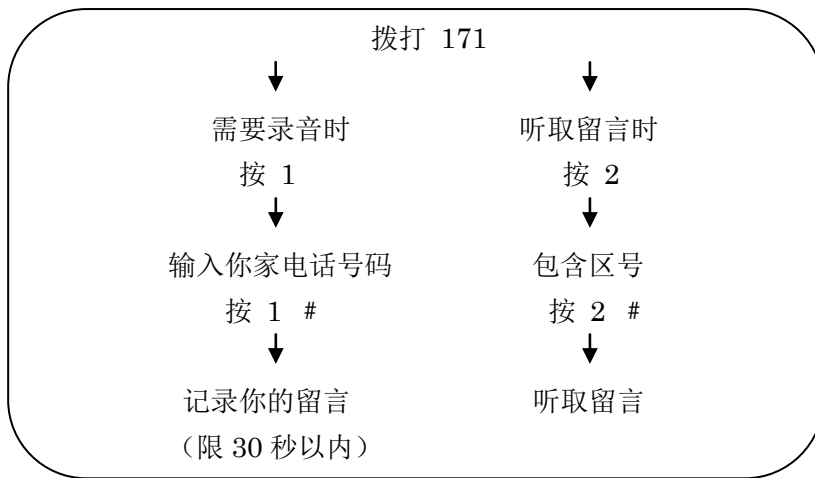 拨打 171
需要录音时 听取留言时
按 1 按 2
输入你家电话号码 包含区号
按 1 # 按 2 #
记录你的留言 听取留言
（限 30 秒以内）